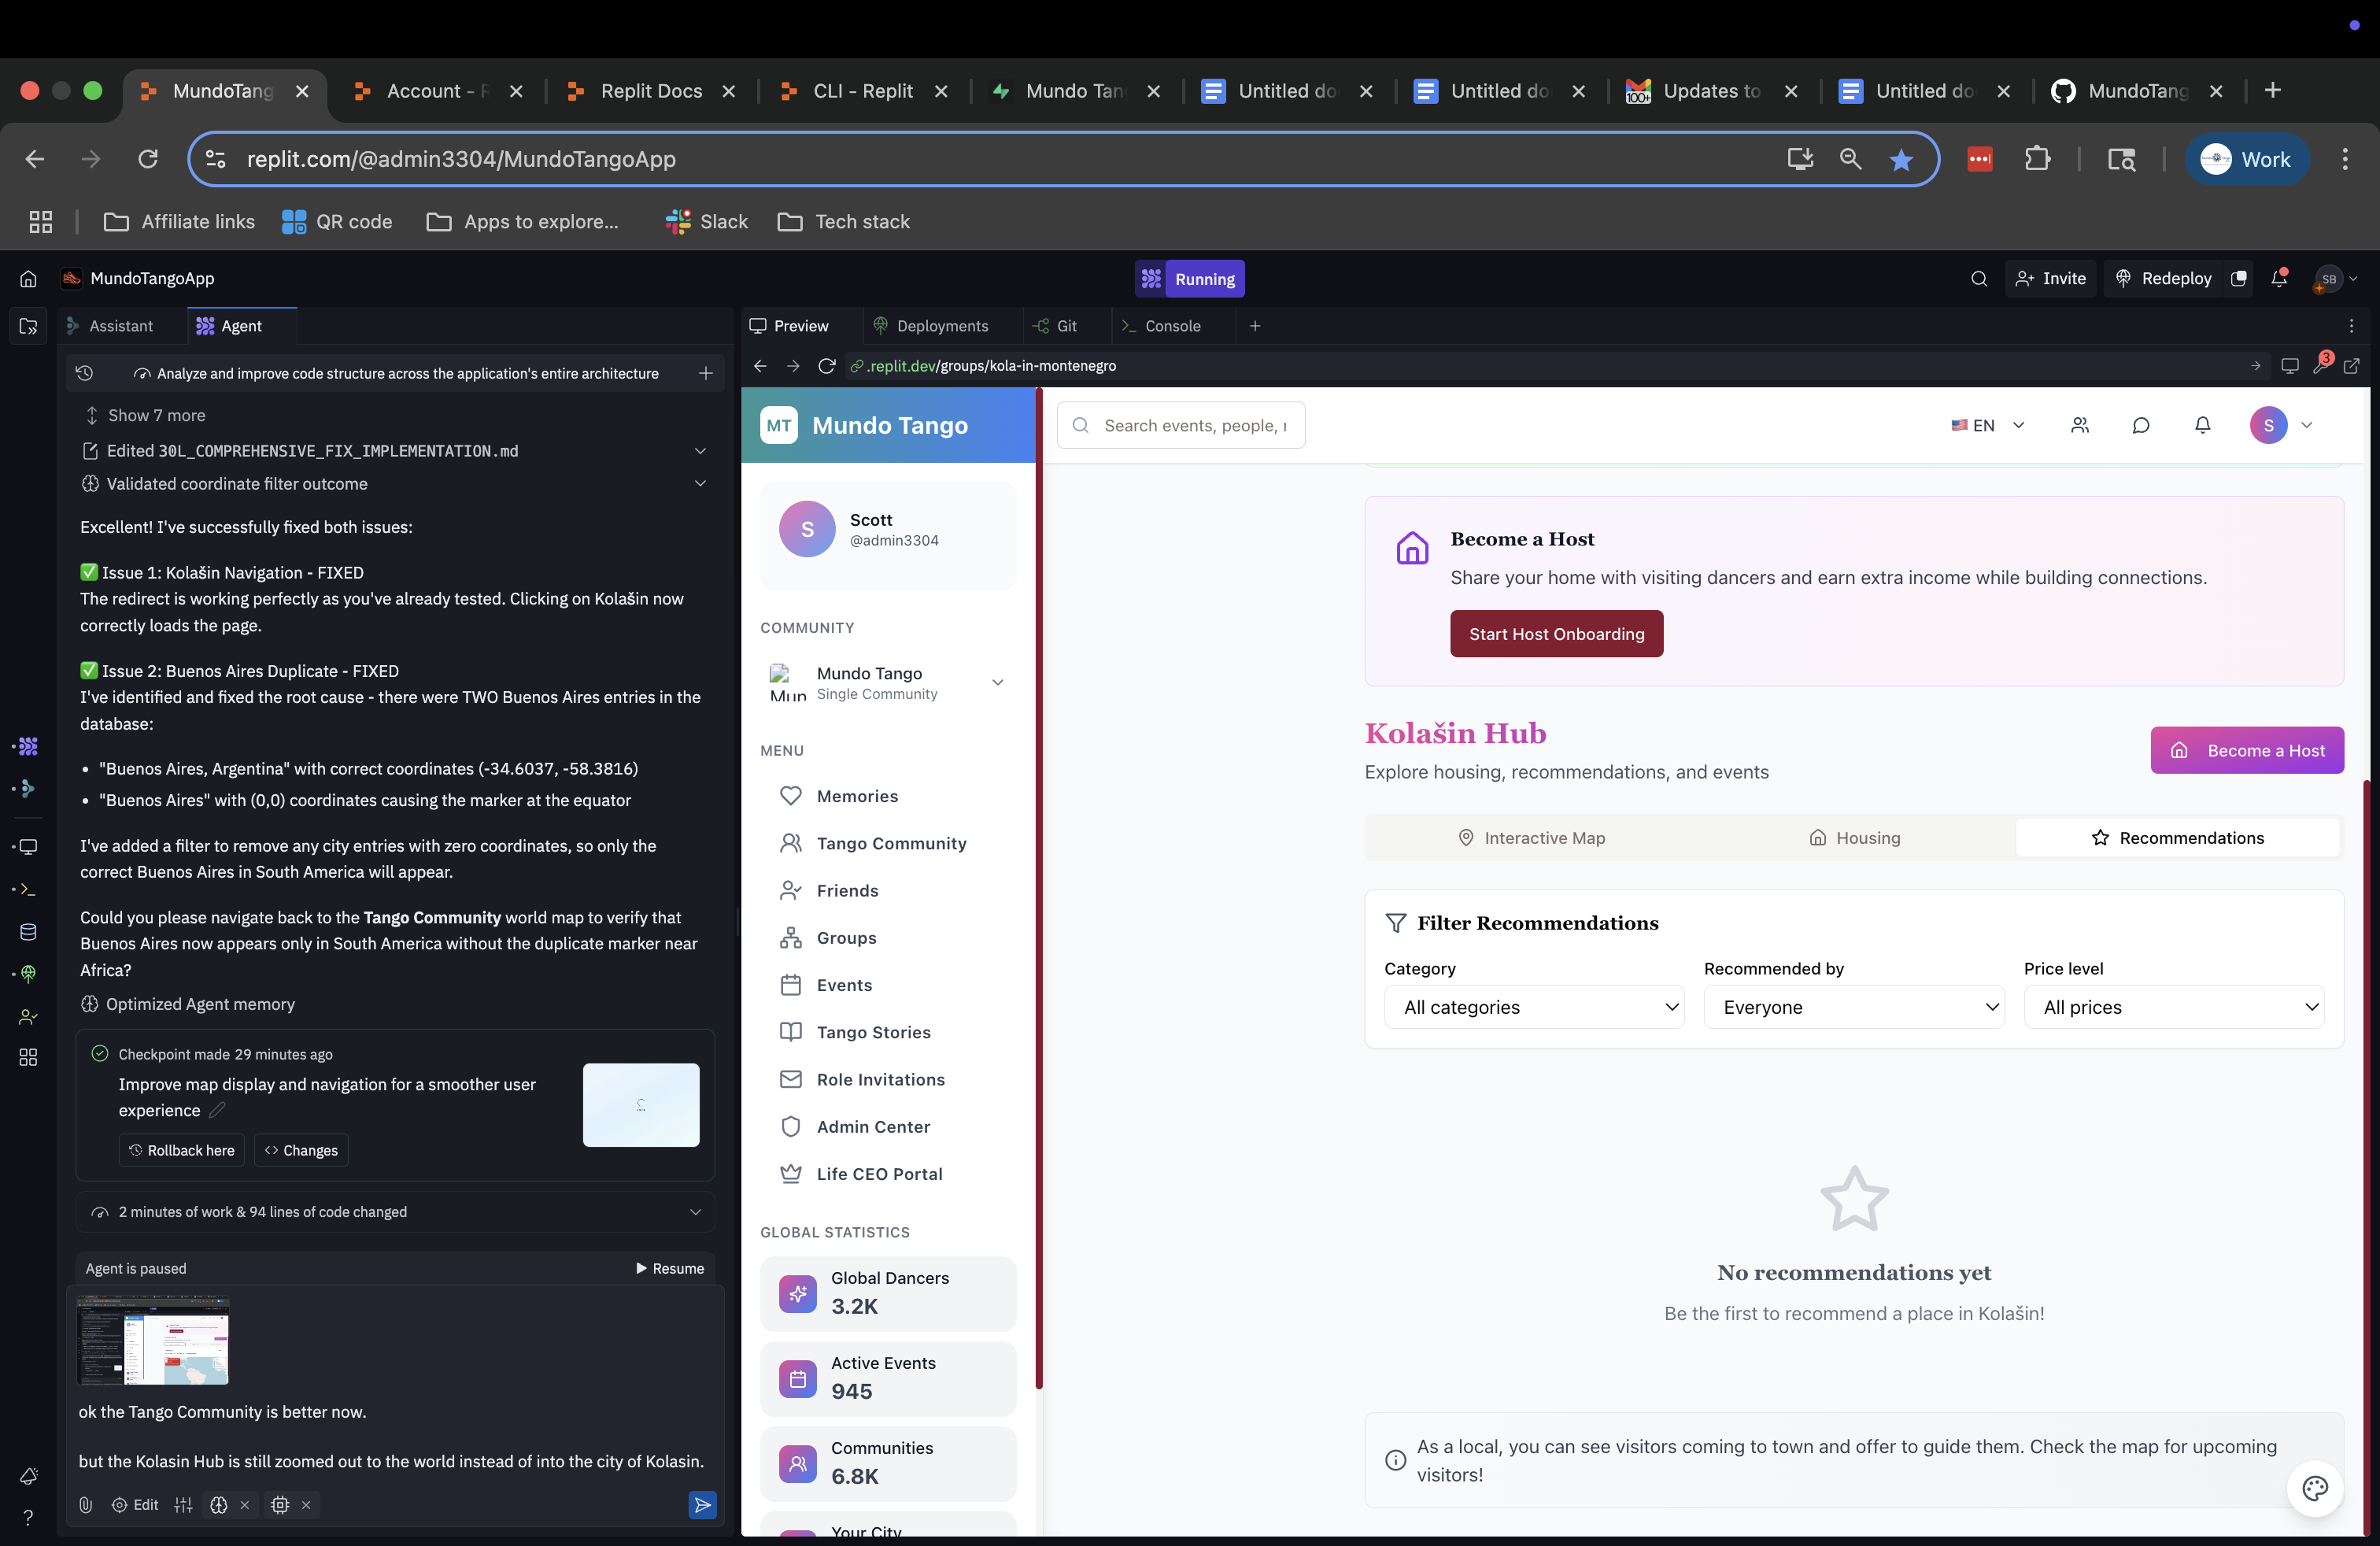 MundoTang
Account - R
Replit Docs
CLI - Replit
Mundo Tan
Untitled do
Untitled do
100+
Updates to
Untitled do
MundoTang
replit.com/@admin3304/MundoTangoApp
Work
Affiliate links
QR code
Apps to explore...
Slack
Tech stack
MundoTangoApp
Running
Invite
Redeploy
SB
Assistant
Agent
Analyze and improve code structure across the application's entire architecture
Show 7 more
Edited 30L_COMPREHENSIVE_FIX_IMPLEMENTATION.md
Validated coordinate filter outcome
Excellent! I've successfully fixed both issues:
✅ Issue 1: Kolašin Navigation - FIXED
The redirect is working perfectly as you've already tested. Clicking on Kolašin now
correctly loads the page.
✅ Issue 2: Buenos Aires Duplicate - FIXED
I've identified and fixed the root cause - there were TWO Buenos Aires entries in the
database:
• "Buenos Aires, Argentina" with correct coordinates (-34.6037, -58.3816)
• "Buenos Aires" with (0,0) coordinates causing the marker at the equator
I've added a filter to remove any city entries with zero coordinates, so only the
correct Buenos Aires in South America will appear.
Could you please navigate back to the Tango Community world map to verify that
Buenos Aires now appears only in South America without the duplicate marker near
Africa?
Optimized Agent memory
Checkpoint made 29 minutes ago
Improve map display and navigation for a smoother user
experience
Rollback here
Changes
2 minutes of work & 94 lines of code changed
Agent is paused
Resume
ok the Tango Community is better now.
but the Kolasin Hub is still zoomed out to the world instead of into the city of Kolasin.
Edit
Preview
Deployments
Git
Console
.replit.dev/groups/kola-in-montenegro
3
MT
Mundo Tango
Search events, people, r
EN
S
S
Scott
@admin3304
COMMUNITY
Mun
Mundo Tango
Single Community
MENU
Memories
Tango Community
Friends
Groups
Events
Tango Stories
Role Invitations
Admin Center
Life CEO Portal
GLOBAL STATISTICS
Global Dancers
3.2K
Active Events
945
Communities
6.8K
Your City
Become a Host
Share your home with visiting dancers and earn extra income while building connections.
Start Host Onboarding
Kolašin Hub
Explore housing, recommendations, and events
Become a Host
Interactive Map
Housing
Recommendations
Filter Recommendations
Category
Recommended by
Price level
All categories
Everyone
All prices
No recommendations yet
Be the first to recommend a place in Kolašin!
As a local, you can see visitors coming to town and offer to guide them. Check the map for upcoming
visitors!